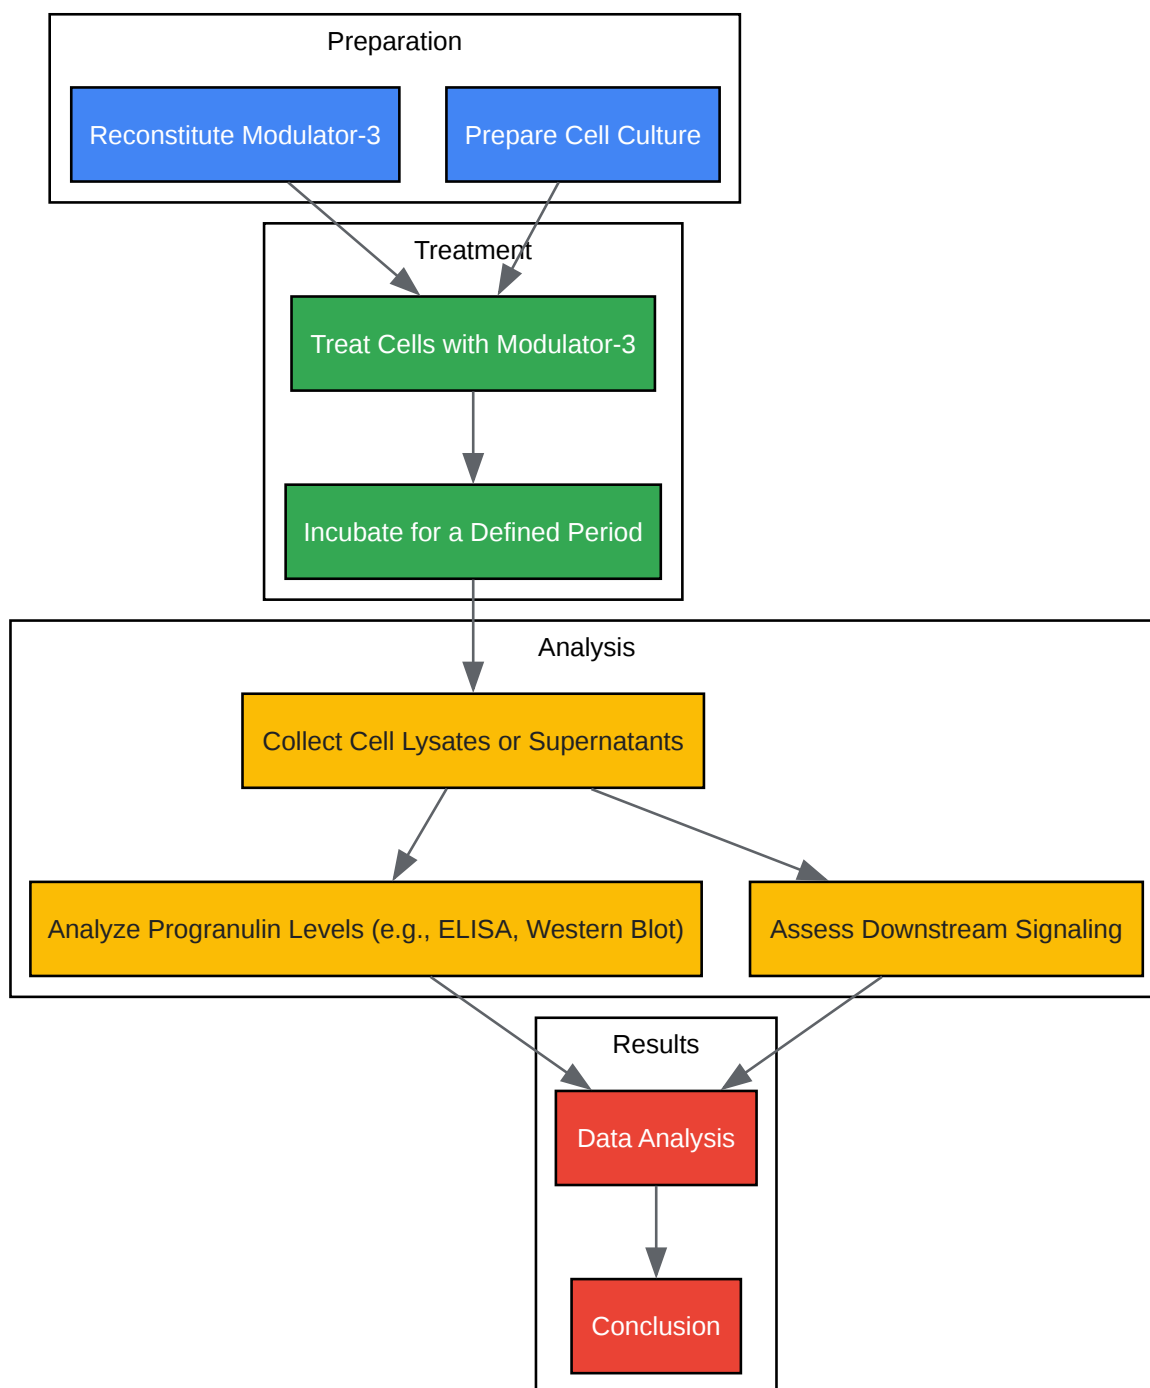 Preparation
Reconstitute Modulator-3
Prepare Cell Culture
Treatment
Treat Cells with Modulator-3
Incubate for a Defined Period
Analysis
Collect Cell Lysates or Supernatants
Analyze Progranulin Levels (e.g., ELISA, Western Blot)
Assess Downstream Signaling
Results
Data Analysis
Conclusion